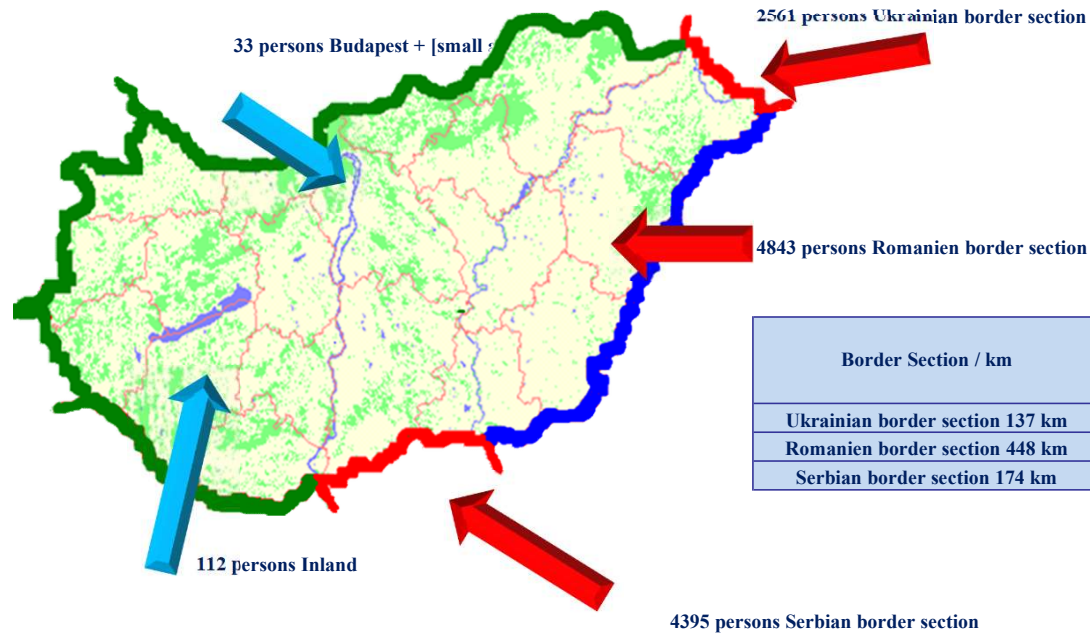 2561 persons Ukrainian border section
33 persons Budapest + [small
4843 persons Romanien border section
Border Section / km
Ukrainian border section 137 km
Romanien border section 448 km
Serbian border section 174 km
112 persons Inland
4395 persons Serbian border section